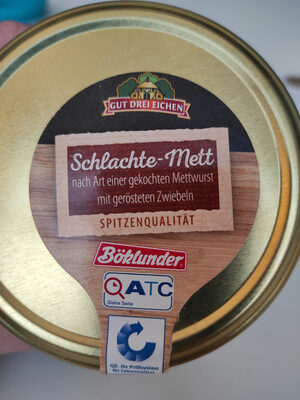 GUT DREI EICHEN
Schlachte-Mett
nach Art einer gekochten Mettwurst
mit gerösteten Zwiebeln
SPITZENQUALITÄT
Böklunder
QATC
Siehe Seite
QS. Ihr Prüfsystem
für Lebensmittel